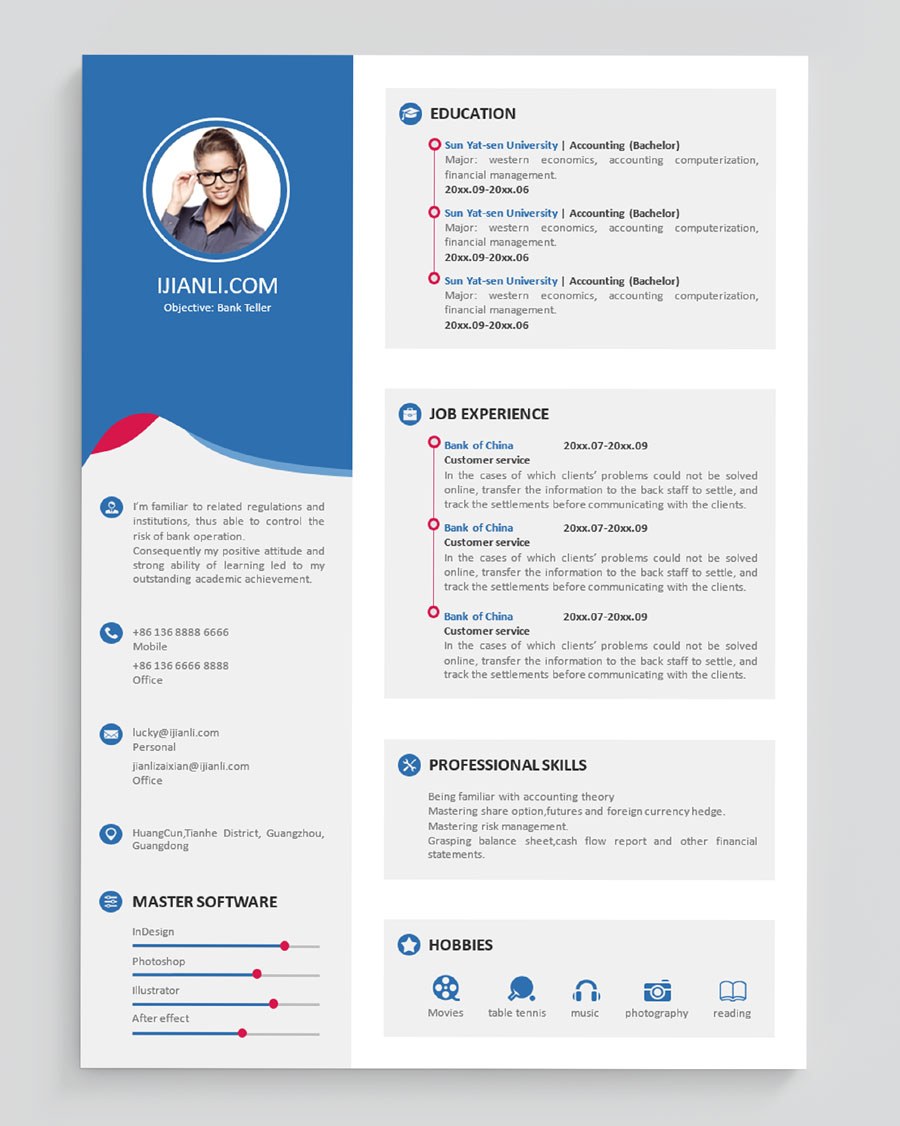 IJIANLI.COM
Objective: Bank Teller
I'm familiar to related regulations and
institutions, thus able to control the
risk of bank operation.
Consequently my positive attitude and
strong ability of learning led to my
outstanding academic achievement.
+86 136 8888 6666
Mobile
+86 136 6666 8888
Office
lucky@ijianli.com
Personal
jianlizaixian@ijianli.com
Office
HuangCun,Tianhe District, Guangzhou,
Guangdong
MASTER SOFTWARE
InDesign
Photoshop
Illustrator
After effect
EDUCATION
Sun Yat-sen University | Accounting (Bachelor)
Major: western economics, accounting computerization,
financial management.
20xx.09-20xx.06
Sun Yat-sen University | Accounting (Bachelor)
Major: western economics, accounting computerization,
financial management.
20xx.09-20xx.06
Sun Yat-sen University | Accounting (Bachelor)
Major: western economics, accounting computerization,
financial management.
20xx.09-20xx.06
JOB EXPERIENCE
Bank of China 20xx.07-20xx.09
Customer service
In the cases of which clients' problems could not be solved
online, transfer the information to the back staff to settle, and
track the settlements before communicating with the clients.
Bank of China 20xx.07-20xx.09
Customer service
In the cases of which clients' problems could not be solved
online, transfer the information to the back staff to settle, and
track the settlements before communicating with the clients.
Bank of China 20xx.07-20xx.09
Customer service
In the cases of which clients' problems could not be solved
online, transfer the information to the back staff to settle, and
track the settlements before communicating with the clients.
PROFESSIONAL SKILLS
Being familiar with accounting theory
Mastering share option,futures and foreign currency hedge.
Mastering risk management.
Grasping balance sheet,cash flow report and other financial
statements.
HOBBIES
Movies table tennis music photography reading